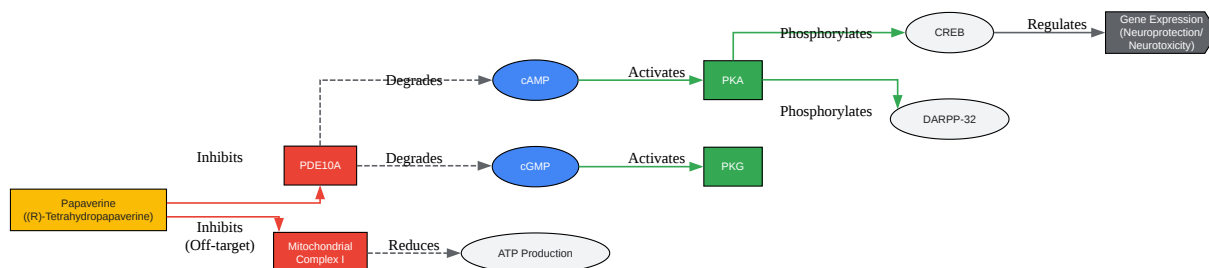 Phosphorylates
CREB
Regulates
Gene Expression
(Neuroprotection/
Neurotoxicity)
Degrades
cAMP
Activates
PKA
Phosphorylates
DARPP-32
Inhibits
PDE10A
Degrades
cGMP
Activates
PKG
Papaverine
((R)-Tetrahydropapaverine)
Inhibits
(Off-target)
Mitochondrial
Complex I
Reduces
ATP Production